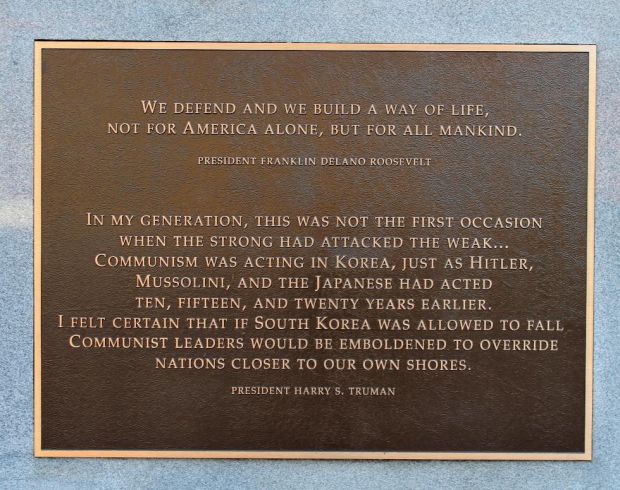 We defend and we build a way of life,
not for America alone, but for all mankind.
President Franklin Delano Roosevelt
In my generation, this was not the first occasion
when the strong had attacked the weak...
Communism was acting in Korea, just as Hitler,
Mussolini, and the Japanese had acted
ten, fifteen, and twenty years earlier.
I felt certain that if South Korea was allowed to fall
Communist leaders would be emboldened to override
nations closer to our own shores.
President Harry S. Truman